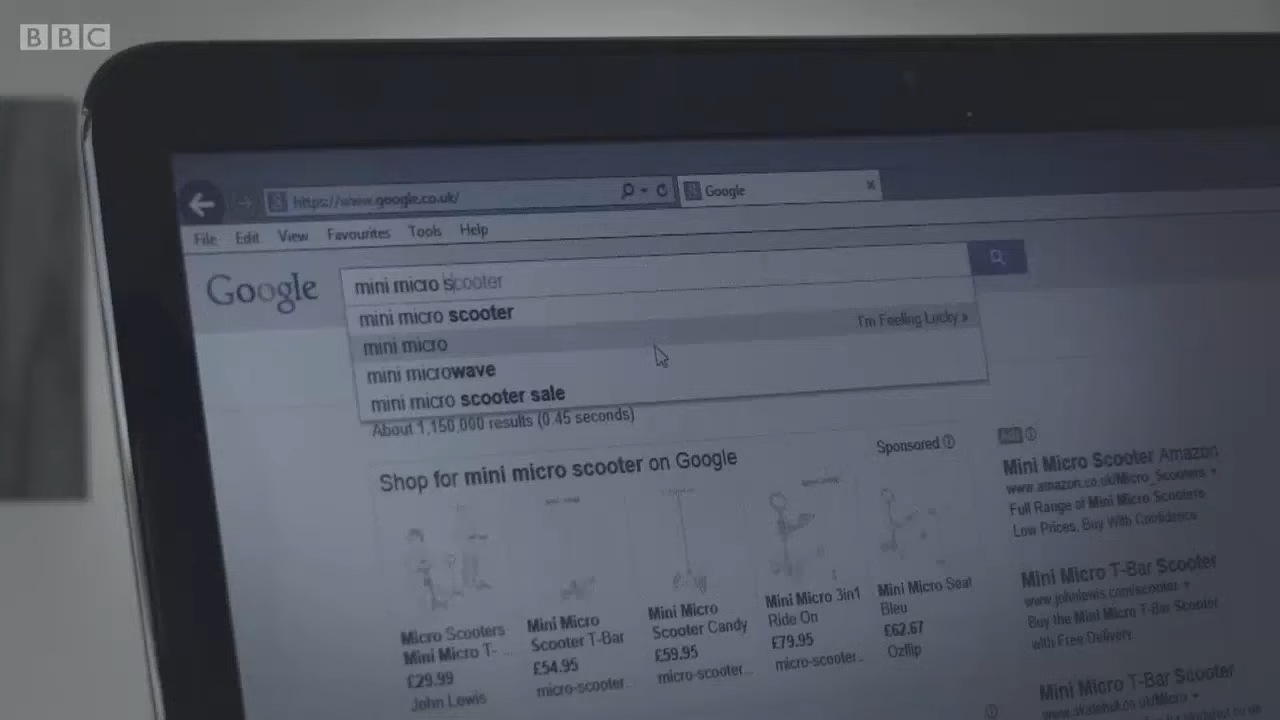 BBC
https://www.google.co.uk/
Google
File Edit View Favourites Tools Help
Google
mini micro scooter
mini micro scooter
I'm Feeling Lucky »
mini micro
mini microwave
mini micro scooter sale
About 1,150,000 results (0.45 seconds)
Shop for mini micro scooter on Google
Sponsored
Micro Scooters
Mini Micro T- ...
£29.99
John Lewis
Mini Micro
Scooter T-Bar
£54.95
micro-scooter...
Mini Micro
Scooter Candy
£59.95
micro-scooter...
Mini Micro 3in1
Ride On
£79.95
micro-scooter...
Mini Micro Seat
Bleu
£62.67
Ozflip
Ads
Mini Micro Scooter Amazon
www.amazon.co.uk/Micro_Scooters
Full Range of Mini Micro Scooters
Low Prices, Buy With Confidence
Mini Micro T-Bar Scooter
www.johnlewis.com/scooter
Buy the Mini Micro T-Bar Scooter
with Free Delivery.
Mini Micro T-Bar Scooter